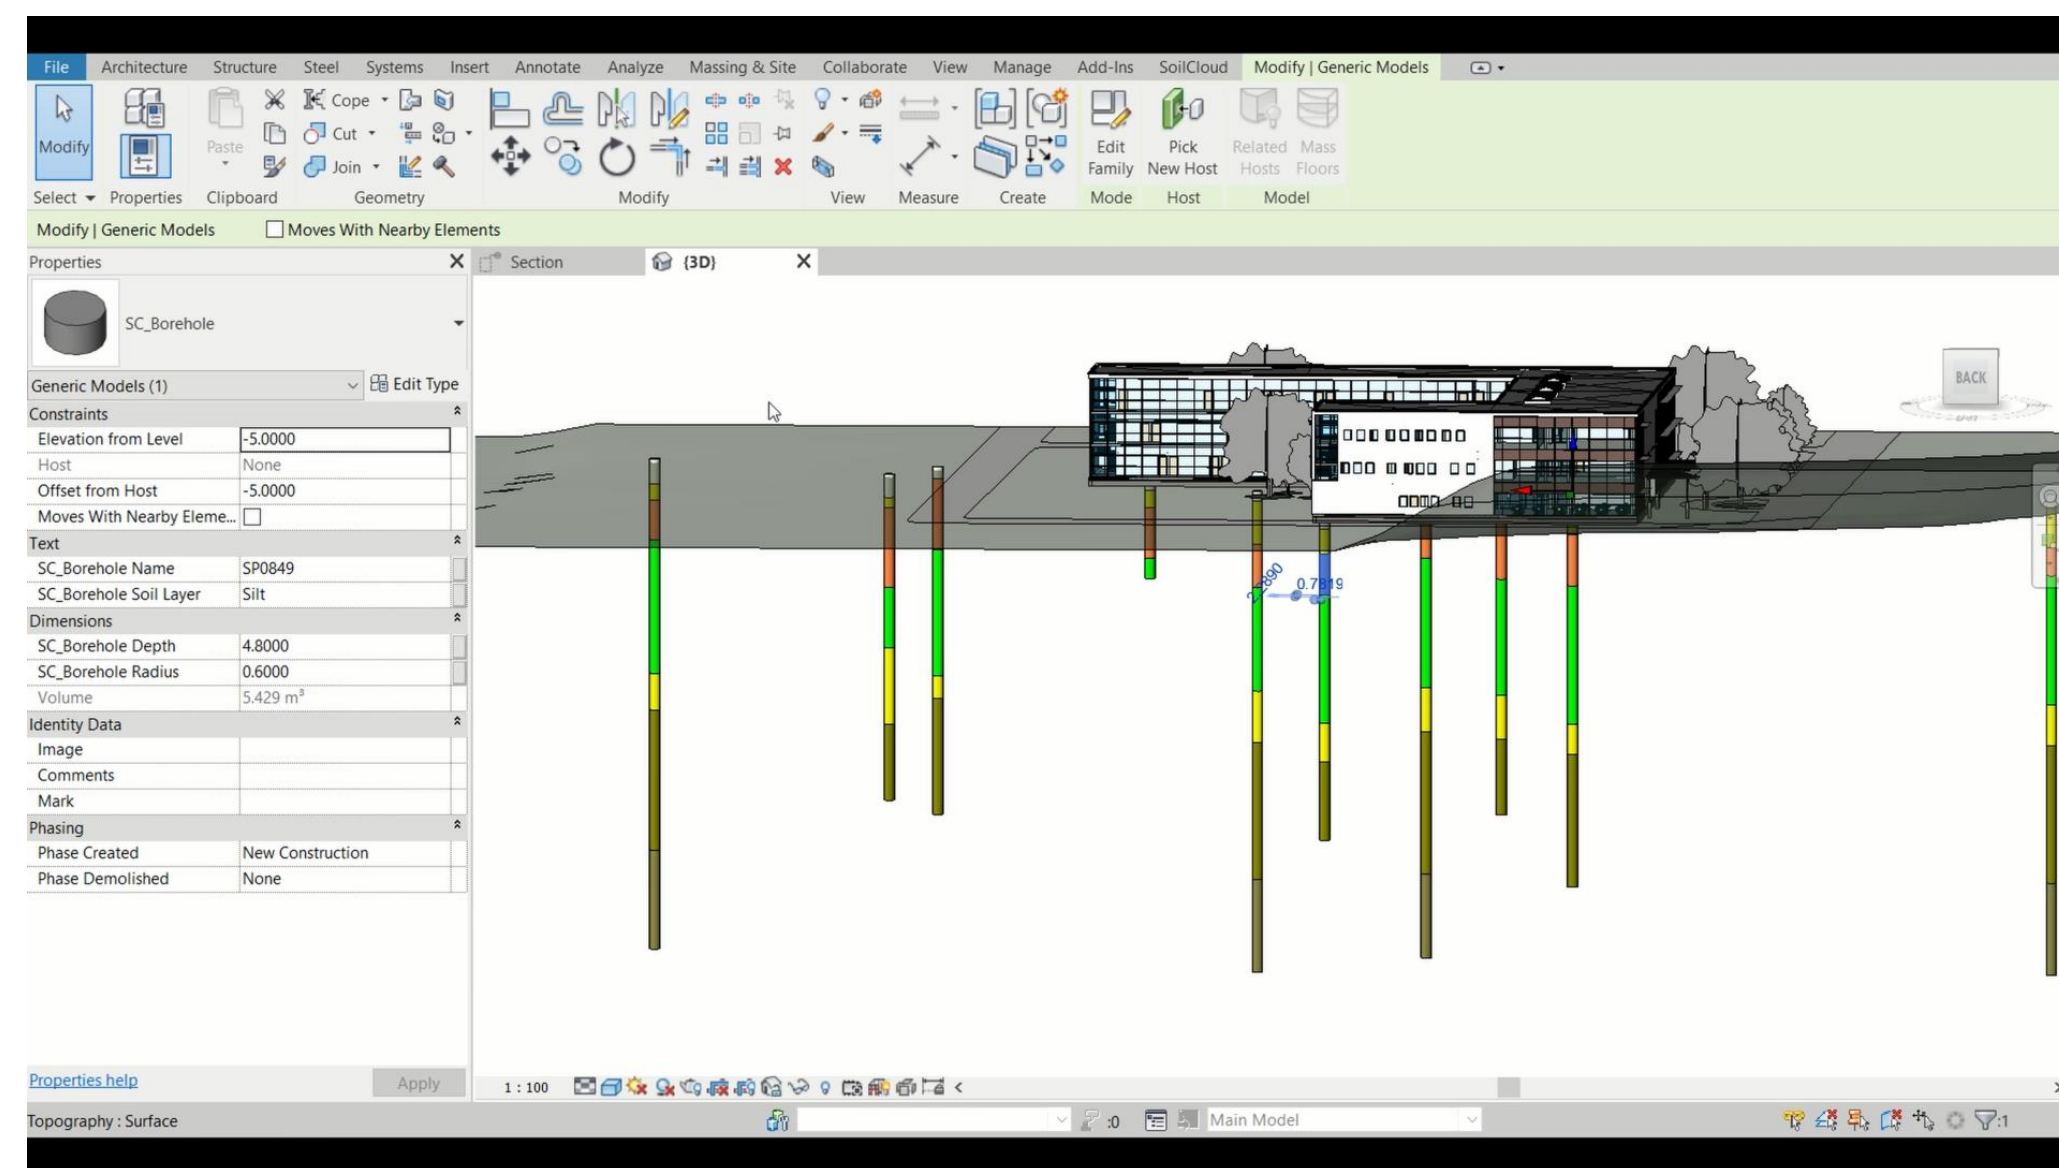 File Architecture Structure Steel Systems Insert Annotate Analyze Massing & Site Collaborate View Manage Add-Ins SoilCloud Modify | Generic Models
Modify Paste Cope Cut Join Edit Family Pick New Host Related Hosts Mass Floors
Select Properties Clipboard Geometry Modify View Measure Create Mode Host Model
Modify | Generic Models Moves With Nearby Elements
Properties Section {3D}
SC_Borehole
Generic Models (1) Edit Type
Constraints
Elevation from Level -5.0000
Host None
Offset from Host -5.0000
Moves With Nearby Eleme...
Text
SC_Borehole Name SP0849
SC_Borehole Soil Layer Silt
Dimensions
SC_Borehole Depth 4.8000
SC_Borehole Radius 0.6000
Volume 5.429 m³
Identity Data
Image
Comments
Mark
Phasing
Phase Created New Construction
Phase Demolished None
BACK
0.7819
Properties help Apply
1 : 100
Topography : Surface :0 Main Model :1